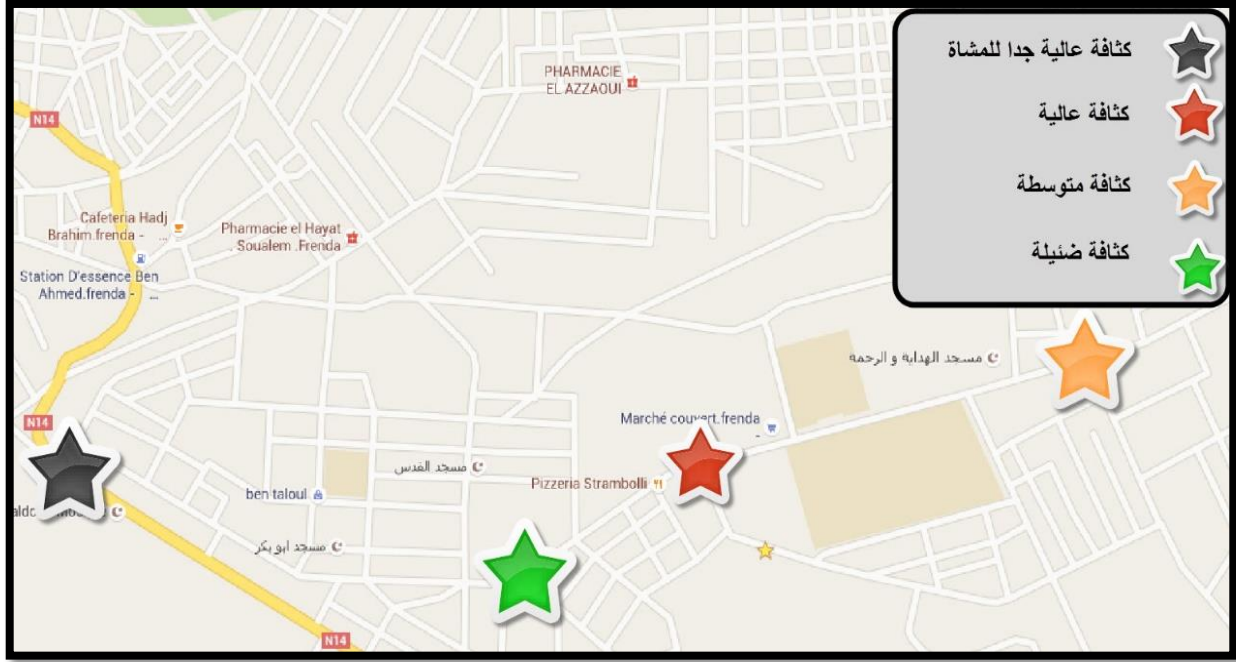 كثافة عالية جدا للمشاة
كثافة عالية
كثافة متوسطة
كثافة ضئيلة
PHARMACIE
EL AZZAOUI
N14
Cafeteria Hadj
Brahim.frenda - ...
Pharmacie el Hayat
. Soualem .Frenda
Station D'essence Ben
Ahmed.frenda - ...
مسجد الهداية و الرحمة
Marché couvert.frenda
-
N14
مسجد القدس
Pizzeria Strambolli
ben taloul
مسجد ابو بكر
N14